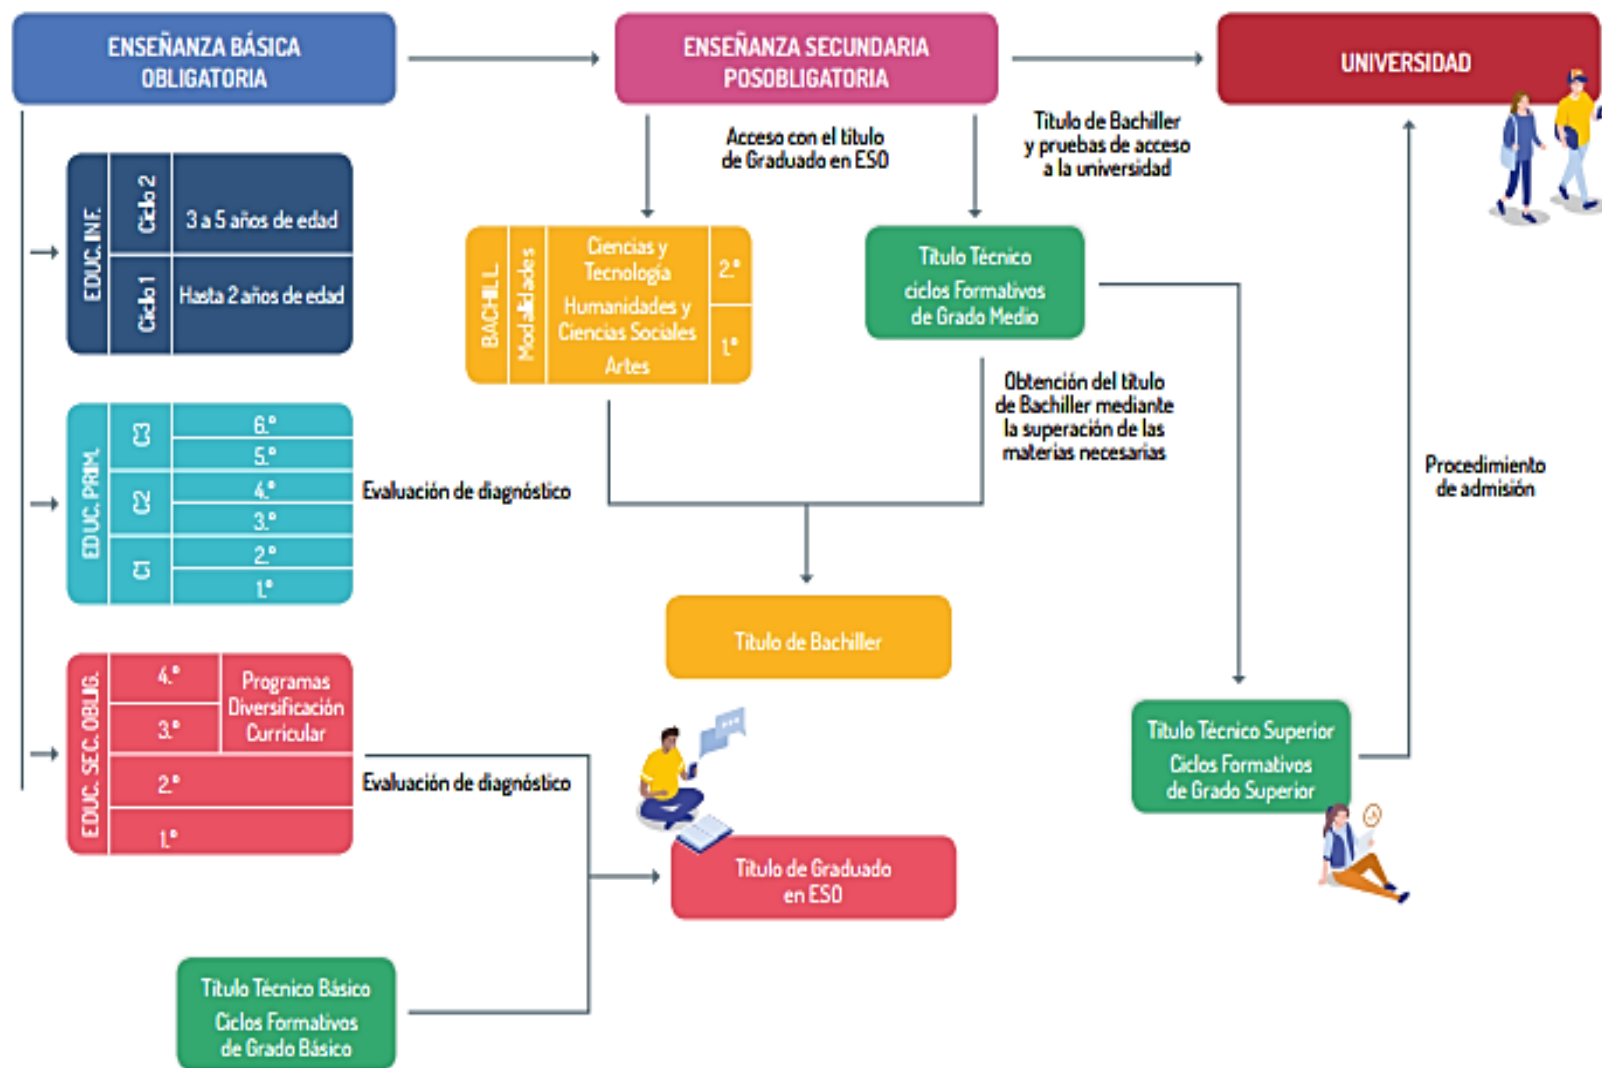 ENSEÑANZA BÁSICA
OBLIGATORIA
ENSEÑANZA SECUNDARIA
POSOBLIGATORIA
UNIVERSIDAD
Acceso con el título
de Graduado en ESO
Título de Bachiller
y pruebas de acceso
a la universidad
EDUC. INF.
Ciclo 2
3 a 5 años de edad
Ciclo 1
Hasta 2 años de edad
BACHILL.
Modalidades
Ciencias y
Tecnología
Humanidades y
Ciencias Sociales
Artes
2.º
1.º
Título Técnico
ciclos Formativos
de Grado Medio
Obtención del título
de Bachiller mediante
la superación de las
materias necesarias
Procedimiento
de admisión
EDUC. PRIM.
C3
6.º
5.º
C2
4.º
3.º
C1
2.º
1.º
Evaluación de diagnóstico
Título de Bachiller
EDUC. SEC. OBLIG.
4.º
3.º
Programas
Diversificación
Curricular
2.º
1.º
Evaluación de diagnóstico
Título Técnico Superior
Ciclos Formativos
de Grado Superior
Título de Graduado
en ESO
Título Técnico Básico
Ciclos Formativos
de Grado Básico